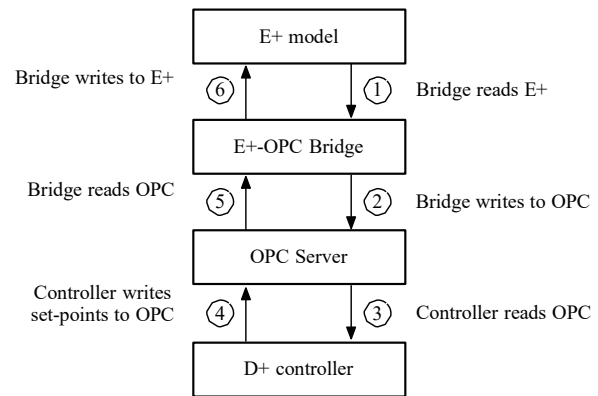 E+ model
Bridge writes to E+
6
1
Bridge reads E+
E+-OPC Bridge
Bridge reads OPC
5
2
Bridge writes to OPC
OPC Server
Controller writes
set-points to OPC
4
3
Controller reads OPC
D+ controller